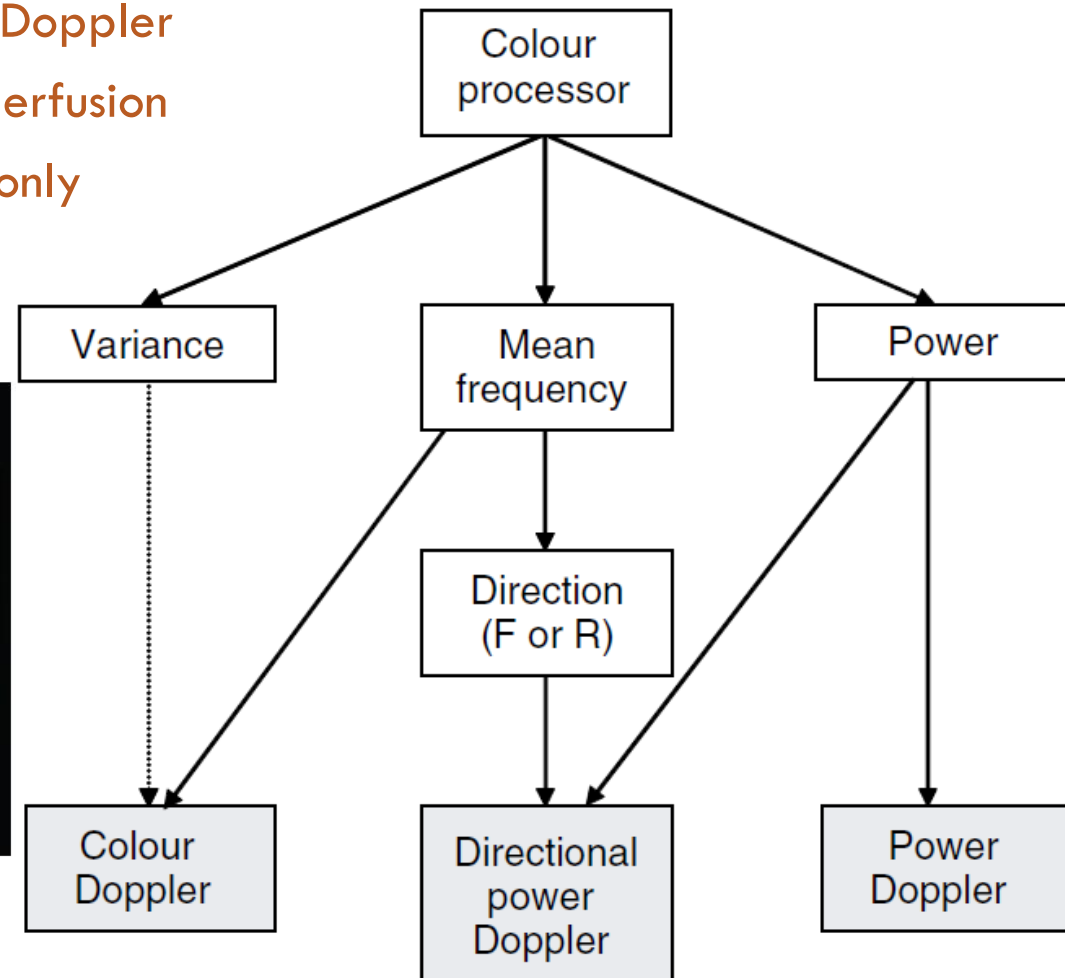 Doppler
erfusion
only
Colour
processor
Variance
Mean
frequency
Power
Direction
(F or R)
Colour
Doppler
Directional
power
Doppler
Power
Doppler